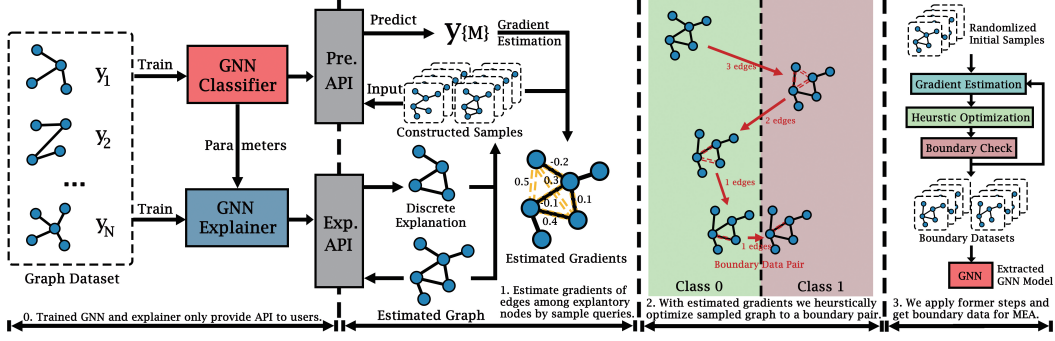 y1
y2
...
yN
Graph Dataset
Train
Train
GNN
Classifier
Parameters
GNN
Explainer
0. Trained GNN and explainer only provide API to users.
Pre.
API
Exp.
API
Predict
y{M}
Gradient
Estimation
Input
Constructed Samples
Discrete
Explanation
Estimated Graph
-0.2
0.5
0.3
-0.1
0.1
0.4
Estimated Gradients
1. Estimate gradients of
edges among explantory
nodes by sample queries.
3 edges
2 edges
1 edges
1 edges
Boundary Data Pair
Class 0
Class 1
2. With estimated gradients we heurstically
optimize sampled graph to a boundary pair.
Randomlized
Initial Samples
Gradient Estimation
Heurstic Optimization
Boundary Check
Boundary Datasets
GNN
Extracted
GNN Model
3. We apply former steps and
get boundary data for MEA.